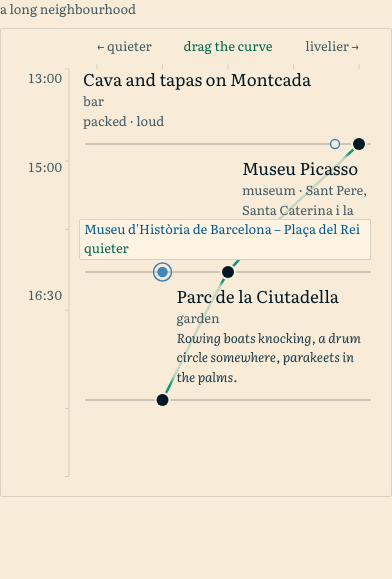 a long neighbourhood
← quieter drag the curve livelier →
13:00 Cava and tapas on Montcada
bar
packed · loud
15:00 Museu Picasso
museum · Sant Pere,
Santa Caterina i la
Museu d'Història de Barcelona – Plaça del Rei
quieter
16:30 Parc de la Ciutadella
garden
Rowing boats knocking, a drum
circle somewhere, parakeets in
the palms.